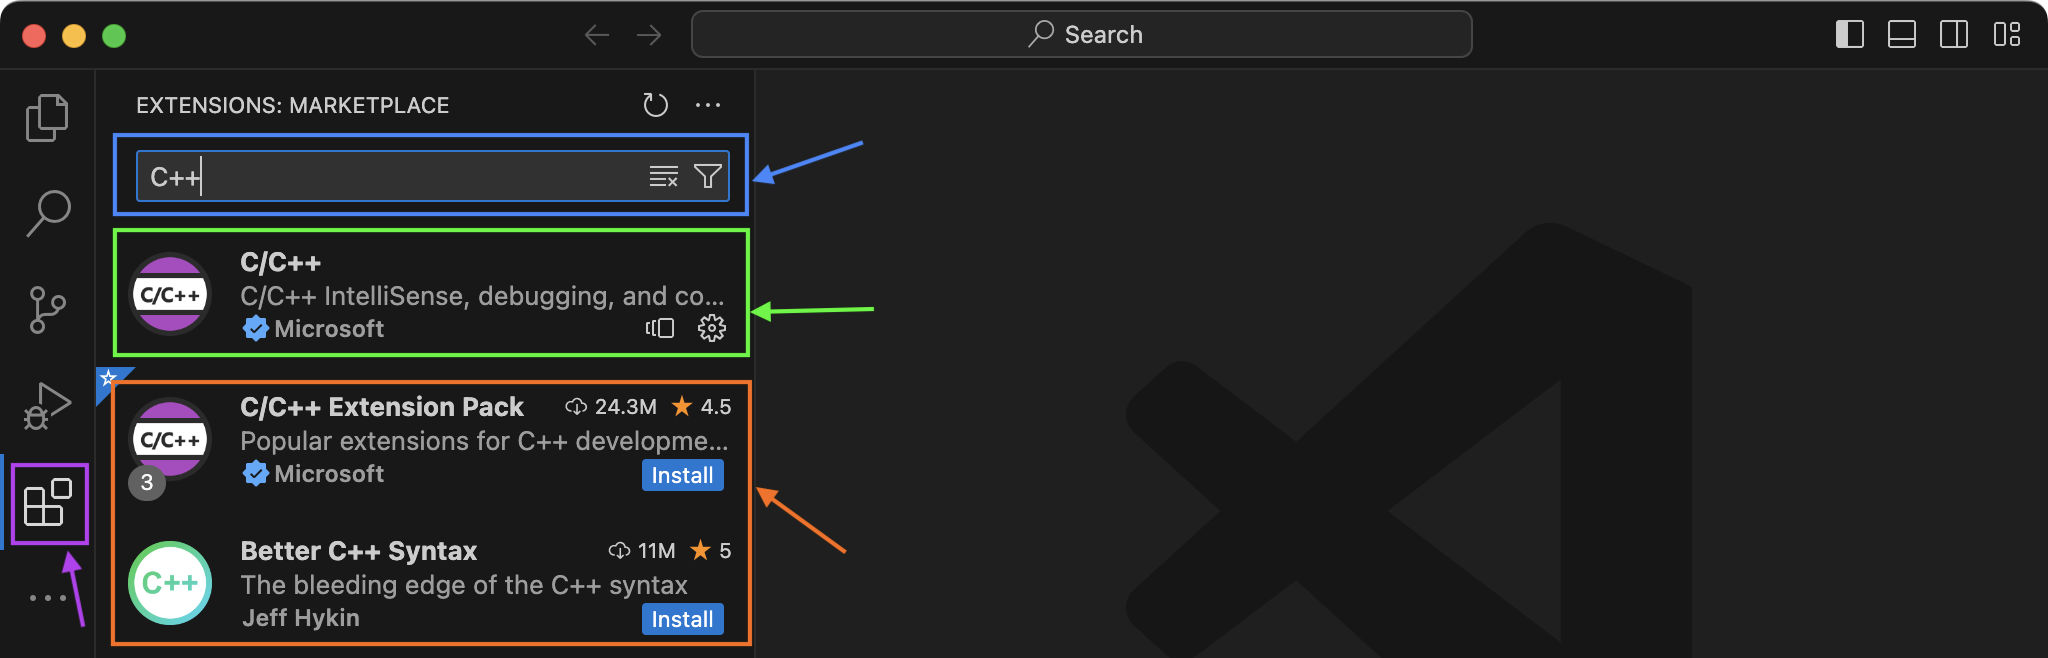 Search
EXTENSIONS: MARKETPLACE
C++
C/C++
C/C++
C/C++ IntelliSense, debugging, and co...
Microsoft
C/C++ Extension Pack 24.3M 4.5
C/C++
Popular extensions for C++ developme...
3
Microsoft Install
Better C++ Syntax 11M 5
C++
The bleeding edge of the C++ syntax
Jeff Hykin Install